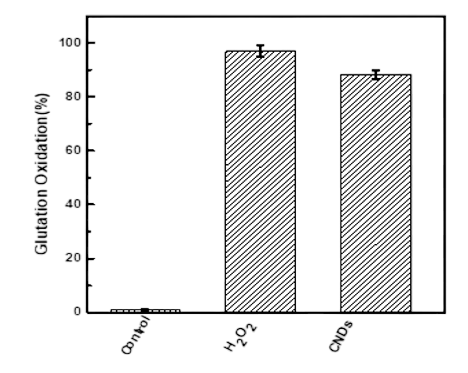 Glutation Oxidation(%)
100
80
60
40
20
0
Control
H₂O₂
CNDs